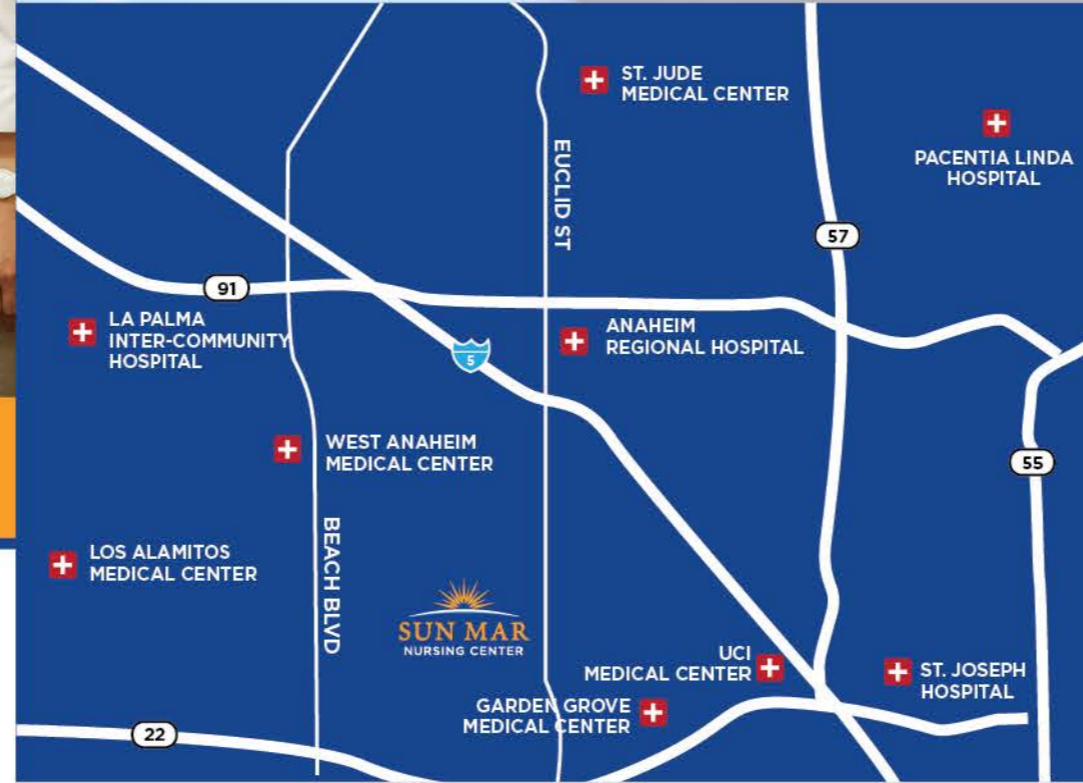 ST. JUDE
MEDICAL CENTER
PACENTIA LINDA
HOSPITAL
EUCLID ST
57
91
LA PALMA
INTER-COMMUNITY
HOSPITAL
ANAHEIM
REGIONAL HOSPITAL
5
WEST ANAHEIM
MEDICAL CENTER
55
LOS ALAMITOS
MEDICAL CENTER
BEACH BLVD
SUN MAR
NURSING CENTER
UCI
MEDICAL CENTER
ST. JOSEPH
HOSPITAL
GARDEN GROVE
MEDICAL CENTER
22